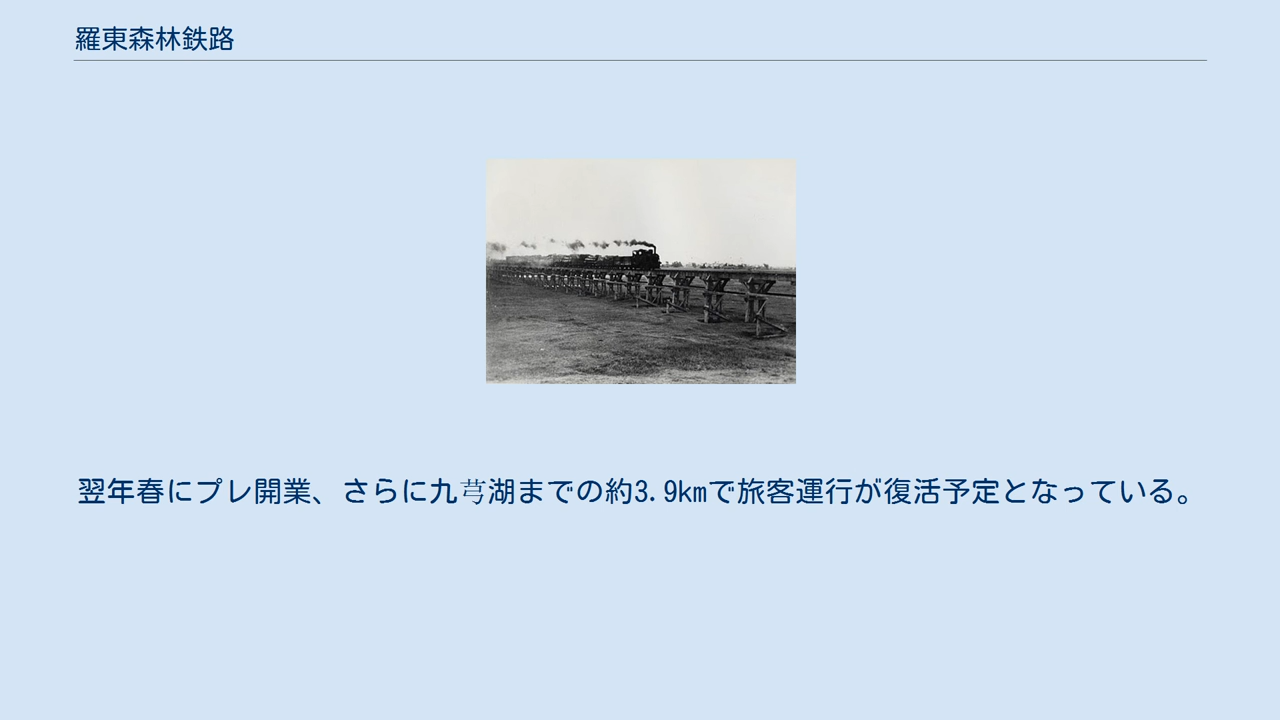 羅東森林鉄路
翌年春にプレ開業、さらに九芎湖までの約3.9kmで旅客運行が復活予定となっている。